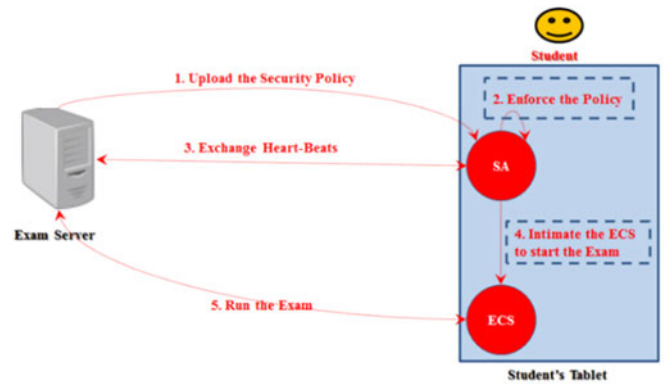 Student
1. Upload the Security Policy
2. Enforce the Policy
3. Exchange Heart-Beats
SA
Exam Server
4. Intimate the ECS
to start the Exam
5. Run the Exam
ECS
Student's Tablet